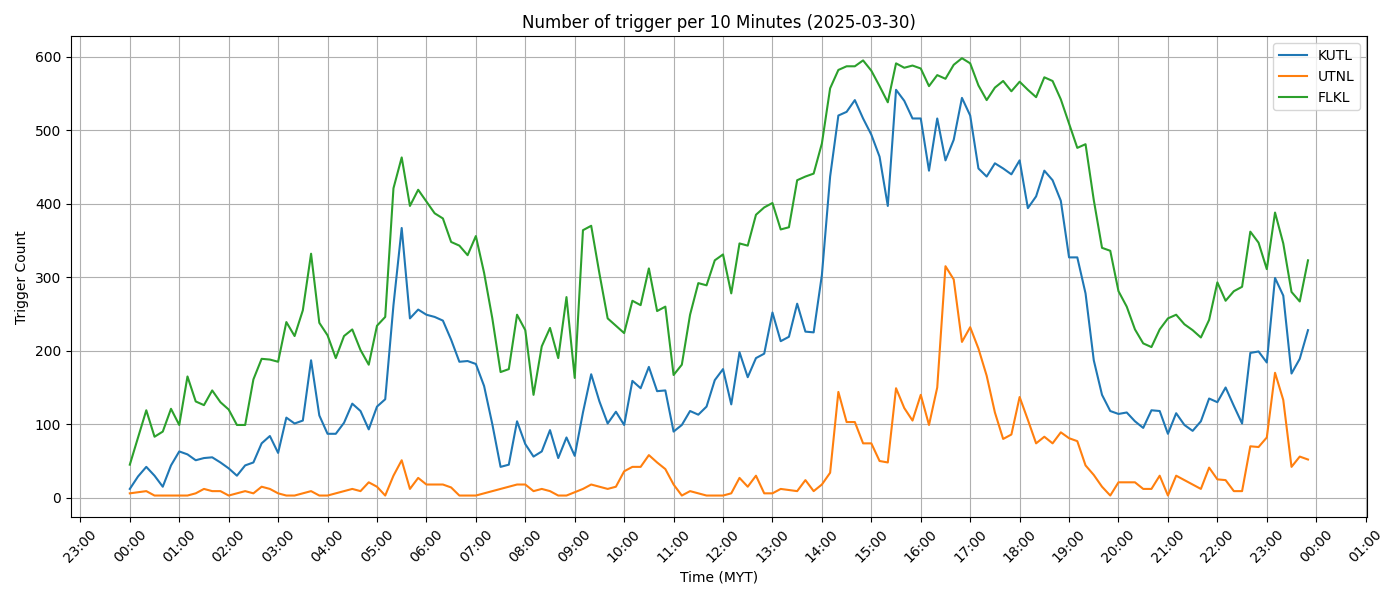 Number of trigger per 10 Minutes (2025-03-30)
KUTL
UTNL
FLKL
Trigger Count
600
500
400
300
200
100
0
23:00 00:00 01:00 02:00 03:00 04:00 05:00 06:00 07:00 08:00 09:00 10:00 11:00 12:00 13:00 14:00 15:00 16:00 17:00 18:00 19:00 20:00 21:00 22:00 23:00 00:00 01:00
Time (MYT)